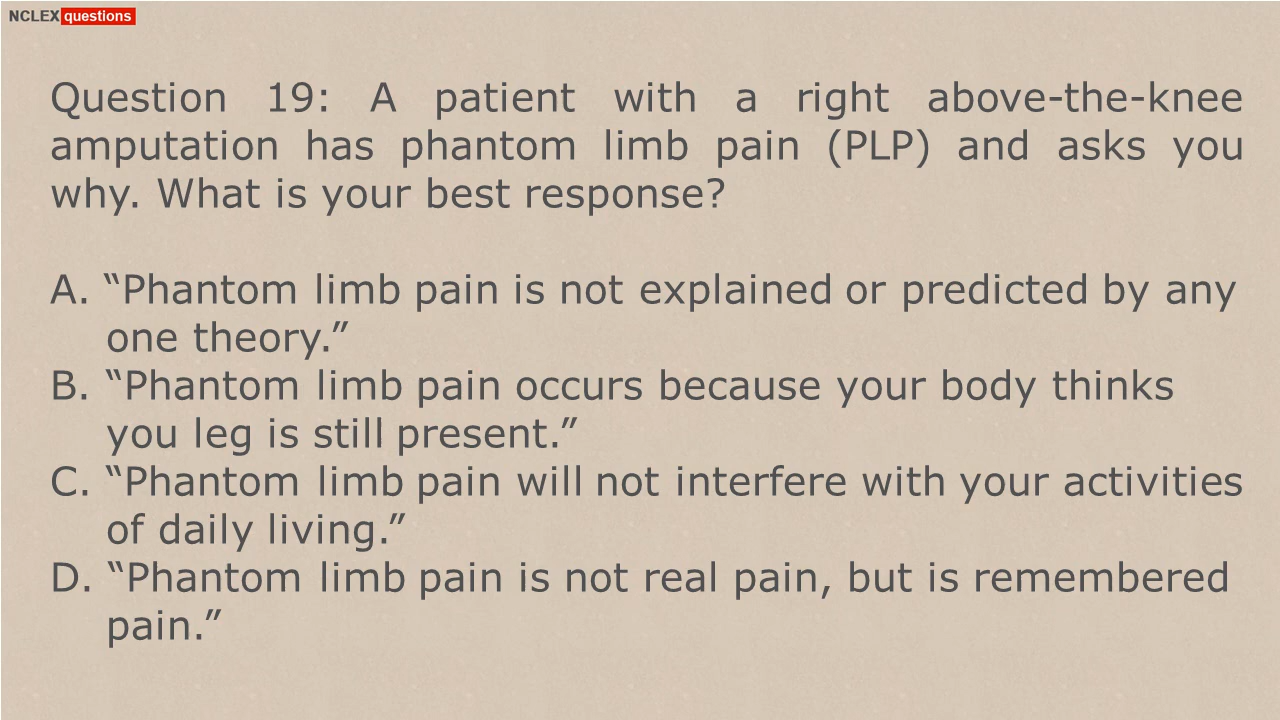 NCLEX questions
Question 19: A patient with a right above-the-knee
amputation has phantom limb pain (PLP) and asks you
why. What is your best response?
A. “Phantom limb pain is not explained or predicted by any
one theory.”
B. “Phantom limb pain occurs because your body thinks
you leg is still present.”
C. “Phantom limb pain will not interfere with your activities
of daily living.”
D. “Phantom limb pain is not real pain, but is remembered
pain.”